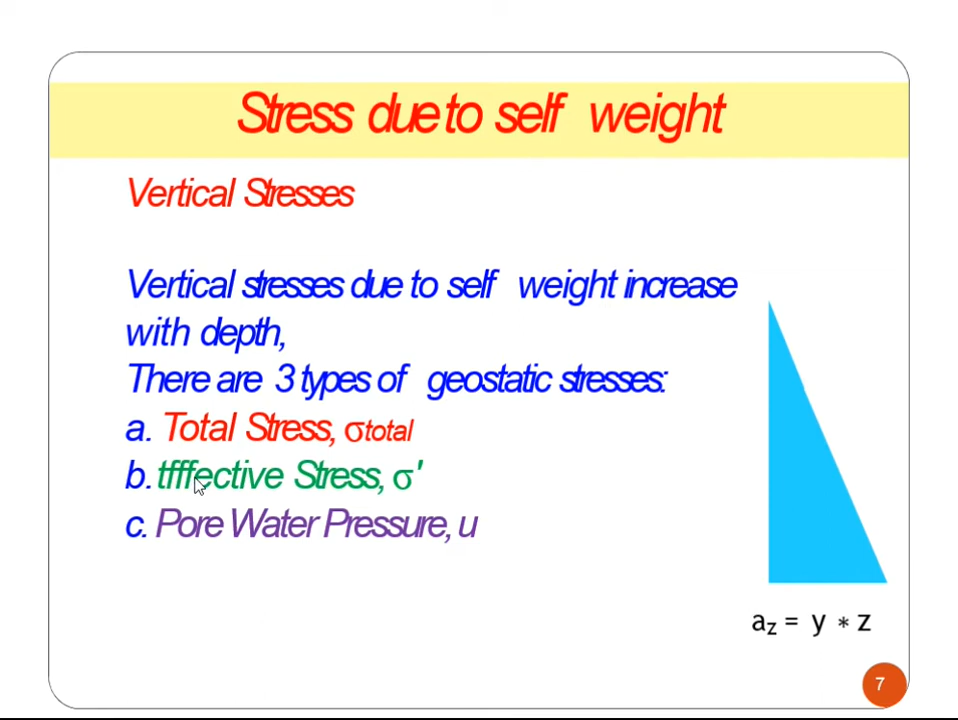 Stress due to self weight
Vertical Stresses
Vertical stresses due to self weight increase
with depth,
There are 3 types of geostatic stresses:
a. Total Stress, σtotal
b. tfffective Stress, σ'
c. Pore Water Pressure, u
az = y * z
7